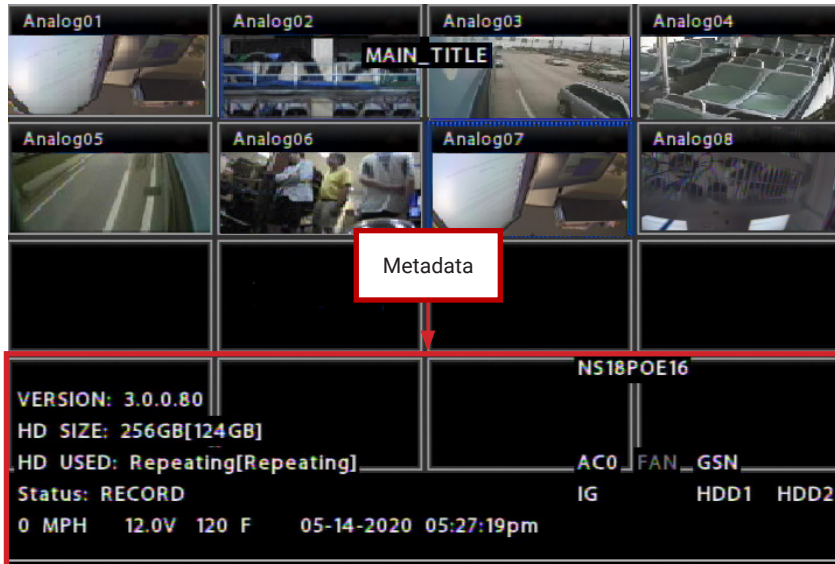 Analog01 Analog02 Analog03 Analog04
MAIN_TITLE
Analog05 Analog06 Analog07 Analog08
Metadata
NS18POE16
VERSION: 3.0.0.80
HD SIZE: 256GB[124GB]
HD USED: Repeating[Repeating] AC0 FAN GSN
Status: RECORD IG HDD1 HDD2
0 MPH 12.0V 120 F 05-14-2020 05:27:19pm